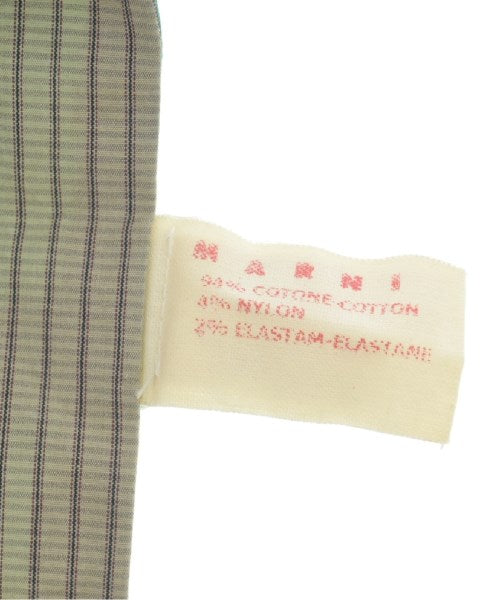 MARNI
94% COTONE-COTTON
4% NYLON
2% ELASTAM-ELASTANE